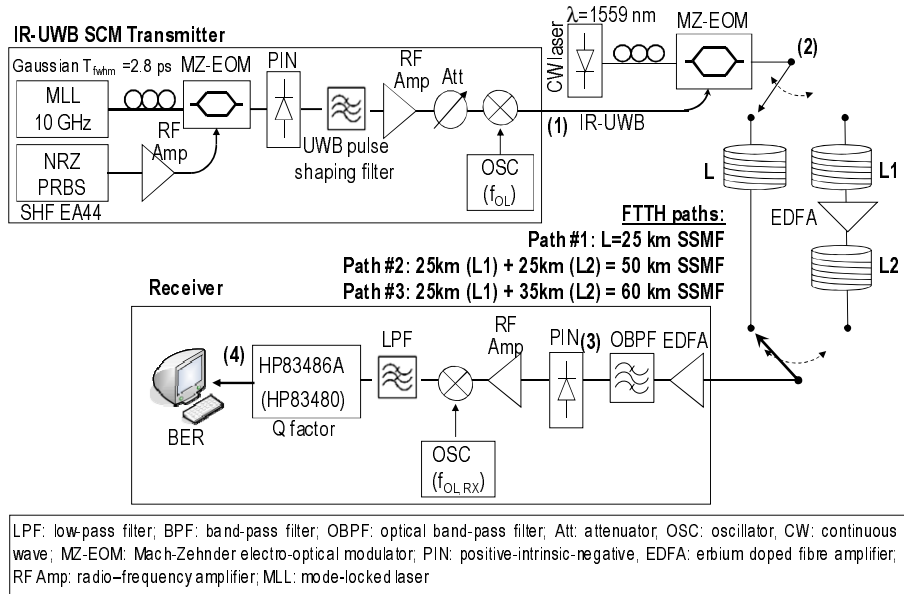 IR-UWB SCM Transmitter
Gaussian Tfwhm =2.8 ps
MZ-EOM
PIN
RF
Amp
Att
MLL
10 GHz
RF
Amp
UWB pulse
shaping filter
NRZ
PRBS
SHF EA44
OSC
(fOL)
(1)
IR-UWB
CW laser
λ=1559 nm
MZ-EOM
(2)
L
L1
EDFA
L2
FTTH paths:
Path #1: L=25 km SSMF
Path #2: 25km (L1) + 25km (L2) = 50 km SSMF
Path #3: 25km (L1) + 35km (L2) = 60 km SSMF
Receiver
(4)
HP83486A
(HP83480)
Q factor
BER
LPF
RF
Amp
OSC
(fOL,RX)
PIN
(3)
OBPF
EDFA
LPF: low-pass filter; BPF: band-pass filter; OBPF: optical band-pass filter; Att: attenuator, OSC: oscillator, CW: continuous
wave; MZ-EOM: Mach-Zehnder electro-optical modulator; PIN: positive-intrinsic-negative, EDFA: erbium doped fibre amplifier;
RF Amp: radio–frequency amplifier; MLL: mode-locked laser